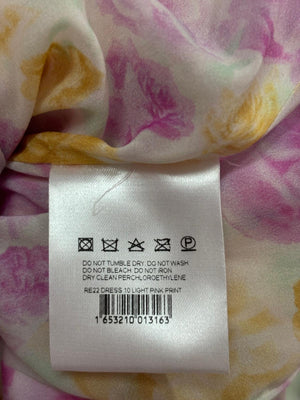 DO NOT TUMBLE DRY. DO NOT WASH
DO NOT BLEACH. DO NOT IRON
DRY CLEAN PERCHLOROETHYLENE
RE22 DRESS 10 LIGHT PINK PRINT
1 653210 013163